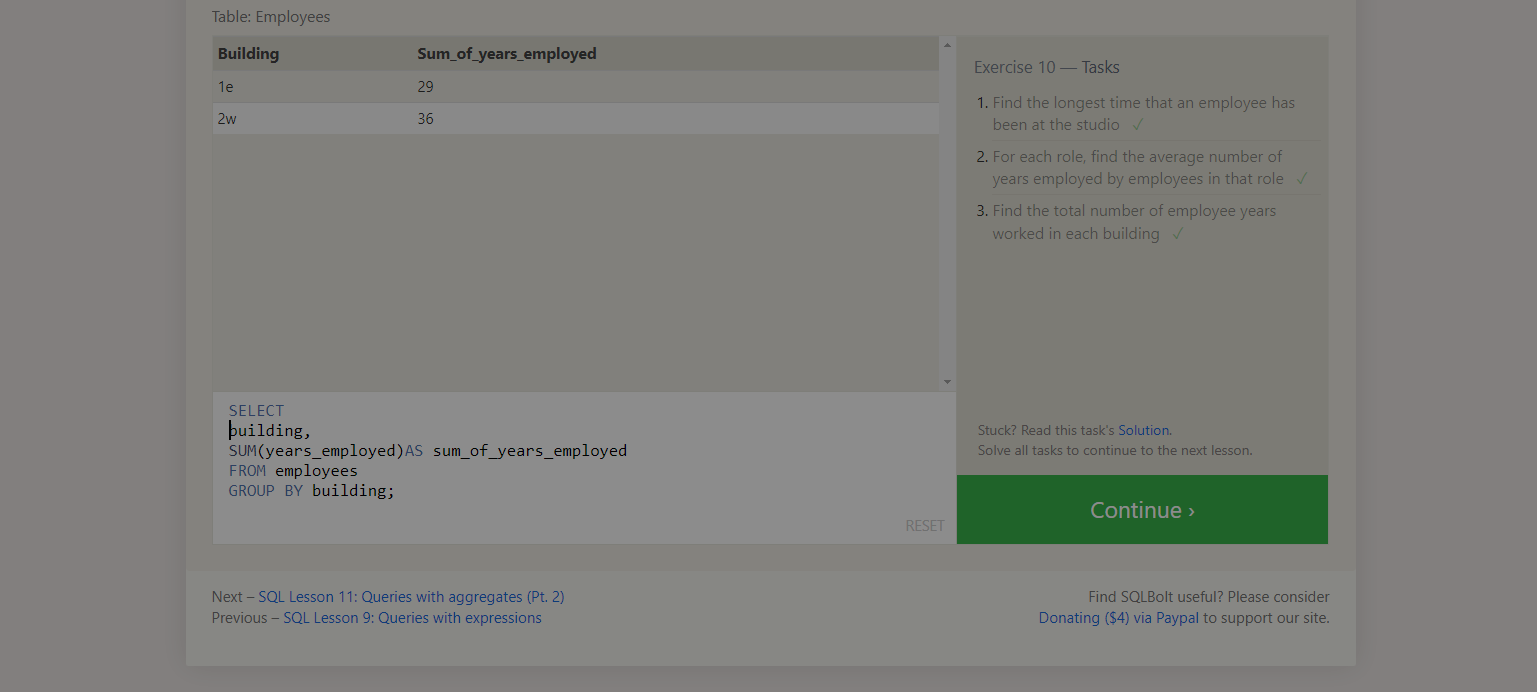 Table: Employees
Building Sum_of_years_employed
1e 29
2w 36
Exercise 10 — Tasks
1. Find the longest time that an employee has
been at the studio ✓
2. For each role, find the average number of
years employed by employees in that role ✓
3. Find the total number of employee years
worked in each building ✓
SELECT
building,
SUM(years_employed)AS sum_of_years_employed
FROM employees
GROUP BY building;
RESET
Stuck? Read this task's Solution.
Solve all tasks to continue to the next lesson.
Continue ›
Next – SQL Lesson 11: Queries with aggregates (Pt. 2)
Previous – SQL Lesson 9: Queries with expressions
Find SQLBolt useful? Please consider
Donating ($4) via Paypal to support our site.